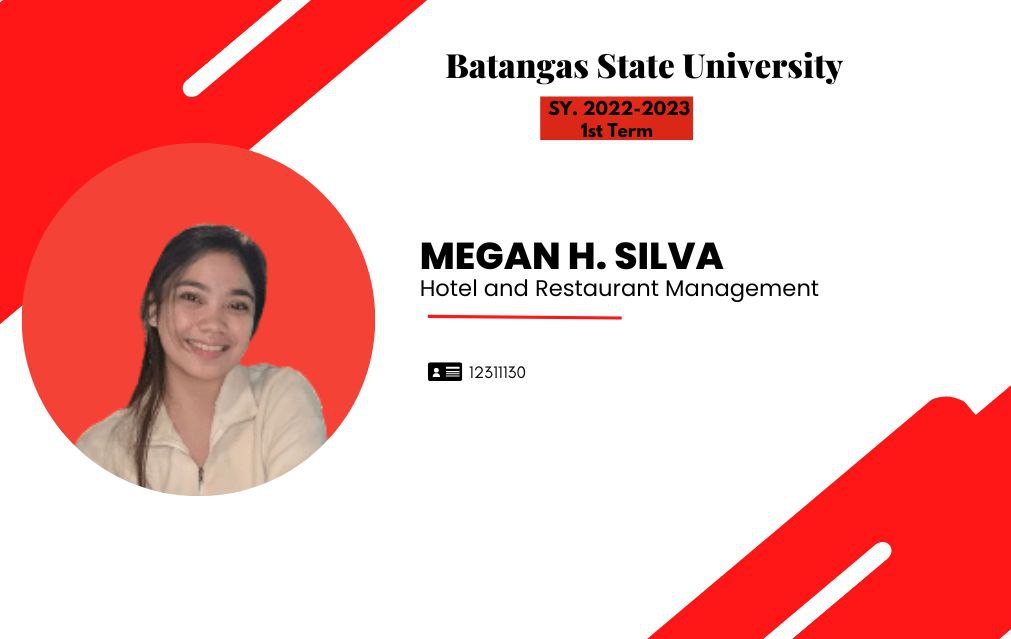 Batangas State University
SY. 2022-2023
1st Term
MEGAN H. SILVA
Hotel and Restaurant Management
12311130